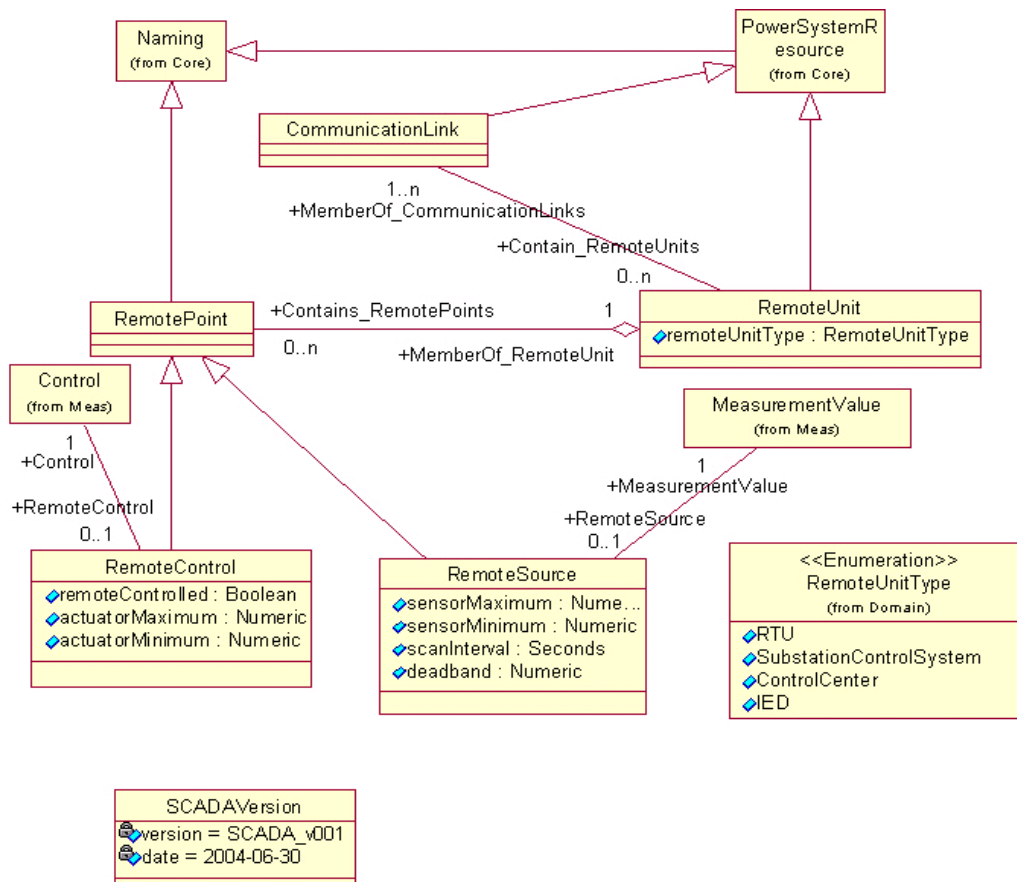 Naming
(from Core)
PowerSystemR
esource
(from Core)
CommunicationLink
1..n
+MemberOf_CommunicationLinks
+Contain_RemoteUnits
0..n
RemotePoint
+Contains_RemotePoints
0..n
1
+MemberOf_RemoteUnit
RemoteUnit
remoteUnitType : RemoteUnitType
Control
(from Meas)
1
+Control
+RemoteControl
0..1
MeasurementValue
(from Meas)
1
+MeasurementValue
+RemoteSource
0..1
RemoteControl
remoteControlled : Boolean
actuatorMaximum : Numeric
actuatorMinimum : Numeric
RemoteSource
sensorMaximum : Nume...
sensorMinimum : Numeric
scanInterval : Seconds
deadband : Numeric
<<Enumeration>>
RemoteUnitType
(from Domain)
RTU
SubstationControlSystem
ControlCenter
IED
SCADAVersion
version = SCADA_v001
date = 2004-06-30